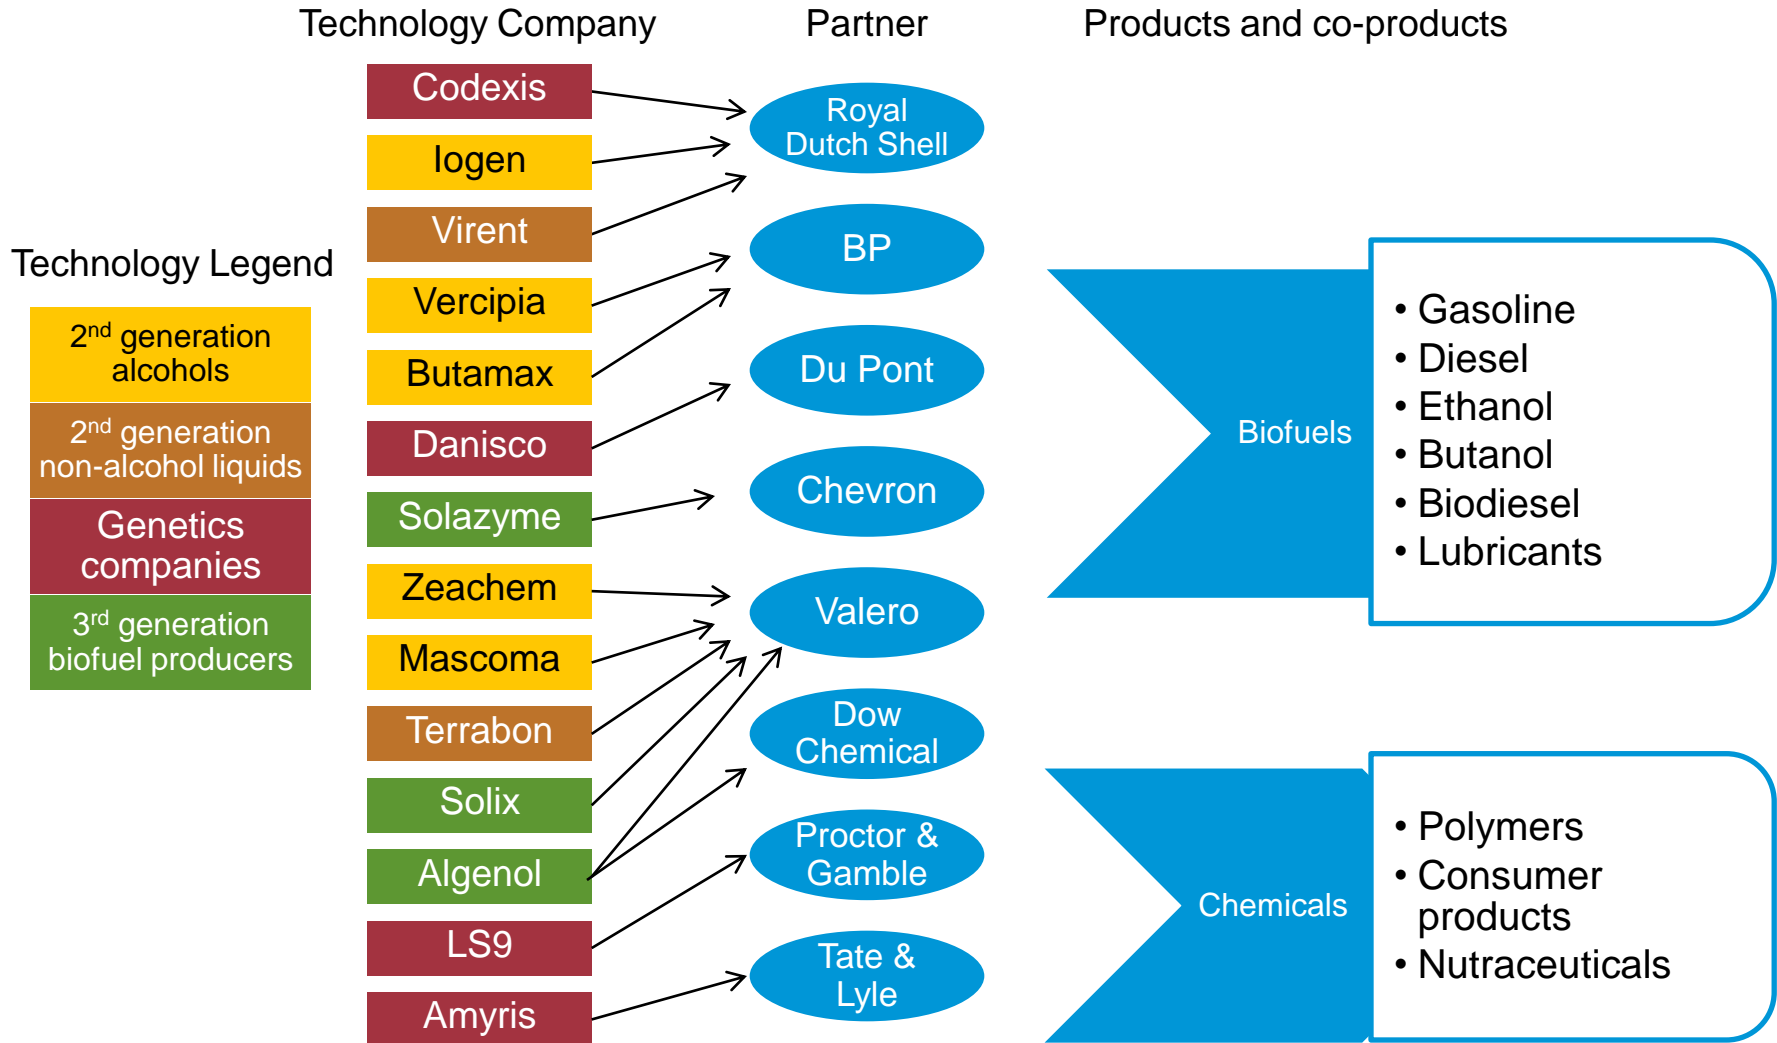 Technology Company
Partner
Products and co-products
Technology Legend
2nd generation
alcohols
2nd generation
non-alcohol liquids
Genetics
companies
3rd generation
biofuel producers
Codexis
Iogen
Virent
Vercipia
Butamax
Danisco
Solazyme
Zeachem
Mascoma
Terrabon
Solix
Algenol
LS9
Amyris
Royal
Dutch Shell
BP
Du Pont
Chevron
Valero
Dow
Chemical
Proctor &
Gamble
Tate &
Lyle
Biofuels
• Gasoline
• Diesel
• Ethanol
• Butanol
• Biodiesel
• Lubricants
Chemicals
• Polymers
• Consumer
products
• Nutraceuticals